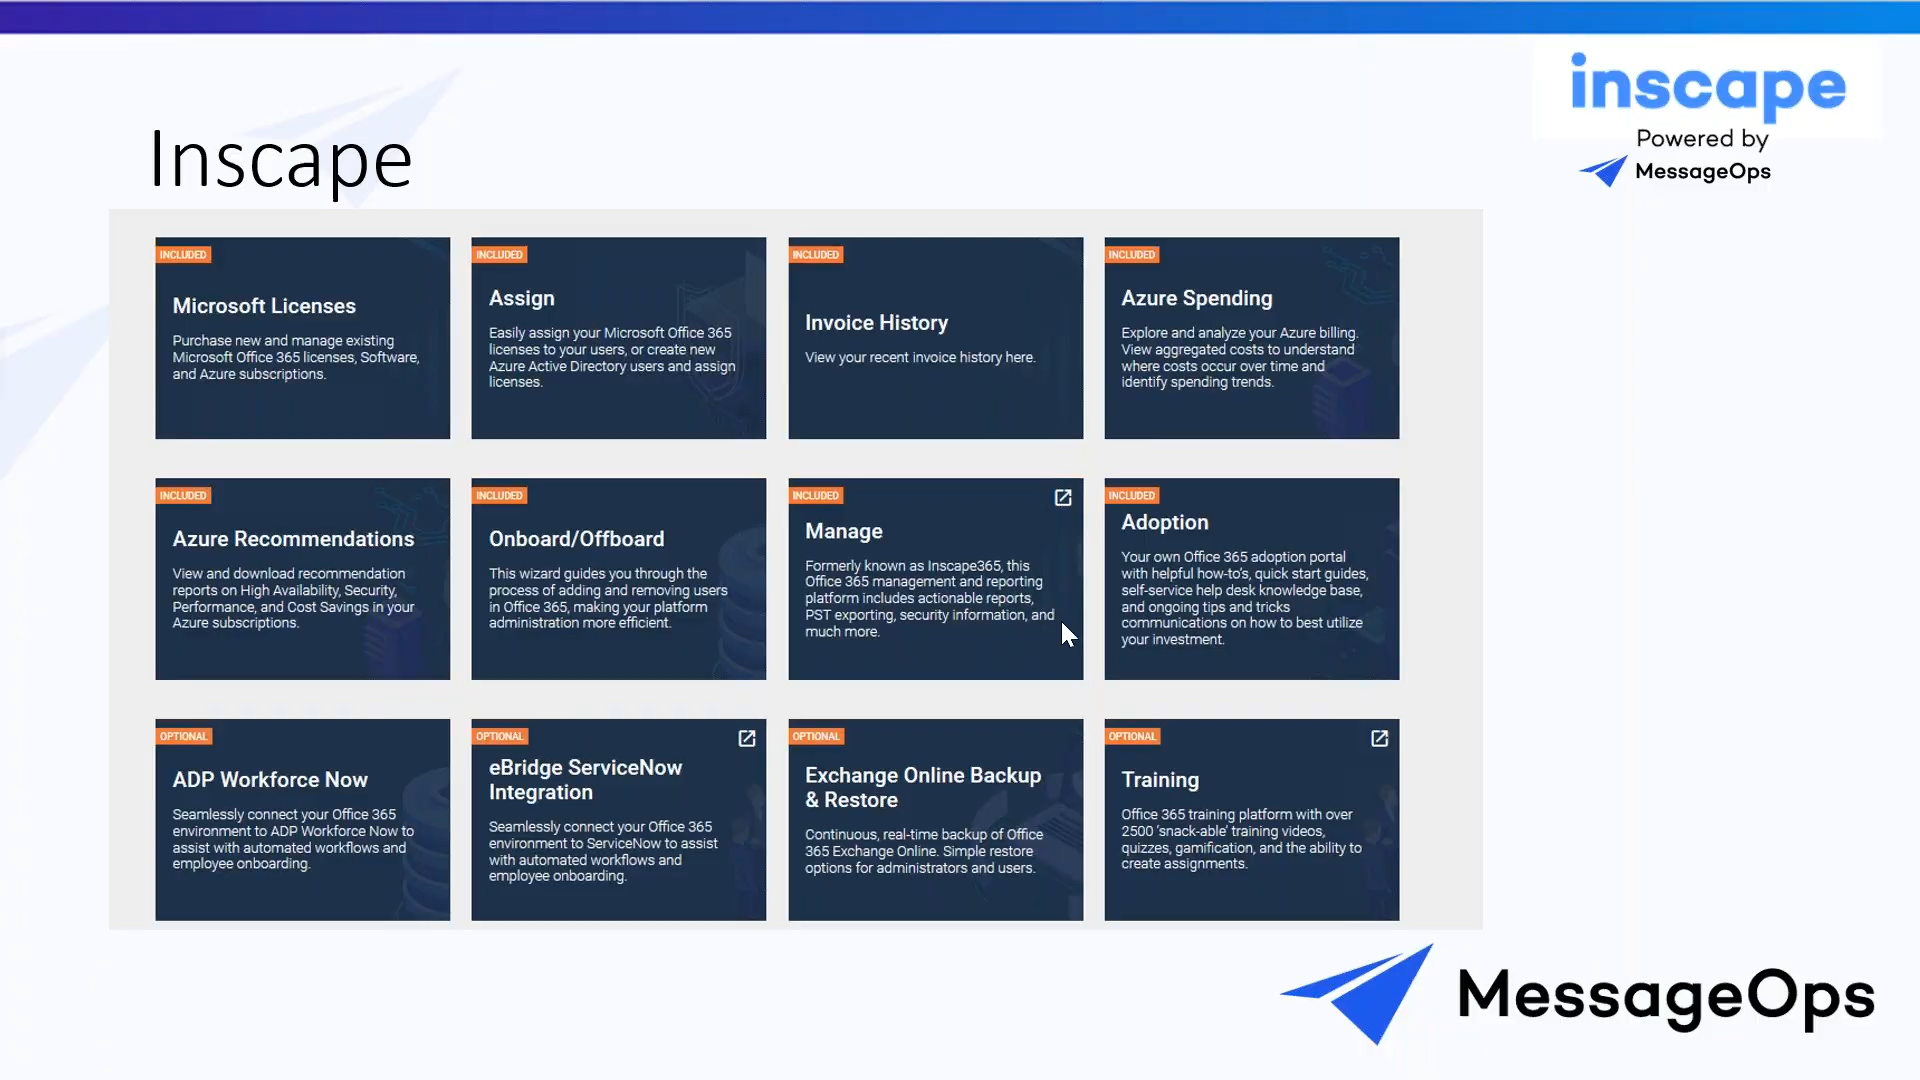 inscape
Powered by
MessageOps
Inscape
INCLUDED
Microsoft Licenses
Purchase new and manage existing
Microsoft Office 365 licenses, Software,
and Azure subscriptions.
INCLUDED
Assign
Easily assign your Microsoft Office 365
licenses to your users, or create new
Azure Active Directory users and assign
licenses.
INCLUDED
Invoice History
View your recent invoice history here.
INCLUDED
Azure Spending
Explore and analyze your Azure billing.
View aggregated costs to understand
where costs occur over time and
identify spending trends.
INCLUDED
Azure Recommendations
View and download recommendation
reports on High Availability, Security,
Performance, and Cost Savings in your
Azure subscriptions.
INCLUDED
Onboard/Offboard
This wizard guides you through the
process of adding and removing users
in Office 365, making your platform
administration more efficient.
INCLUDED
Manage
Formerly known as Inscape365, this
Office 365 management and reporting
platform includes actionable reports,
PST exporting, security information, and
much more.
INCLUDED
Adoption
Your own Office 365 adoption portal
with helpful how-to's, quick start guides,
self-service help desk knowledge base,
and ongoing tips and tricks
communications on how to best utilize
your investment.
OPTIONAL
ADP Workforce Now
Seamlessly connect your Office 365
environment to ADP Workforce Now to
assist with automated workflows and
employee onboarding.
OPTIONAL
eBridge ServiceNow
Integration
Seamlessly connect your Office 365
environment to ServiceNow to assist
with automated workflows and
employee onboarding.
OPTIONAL
Exchange Online Backup
& Restore
Continuous, real-time backup of Office
365 Exchange Online. Simple restore
options for administrators and users.
OPTIONAL
Training
Office 365 training platform with over
2500 'snack-able' training videos,
quizzes, gamification, and the ability to
create assignments.
MessageOps